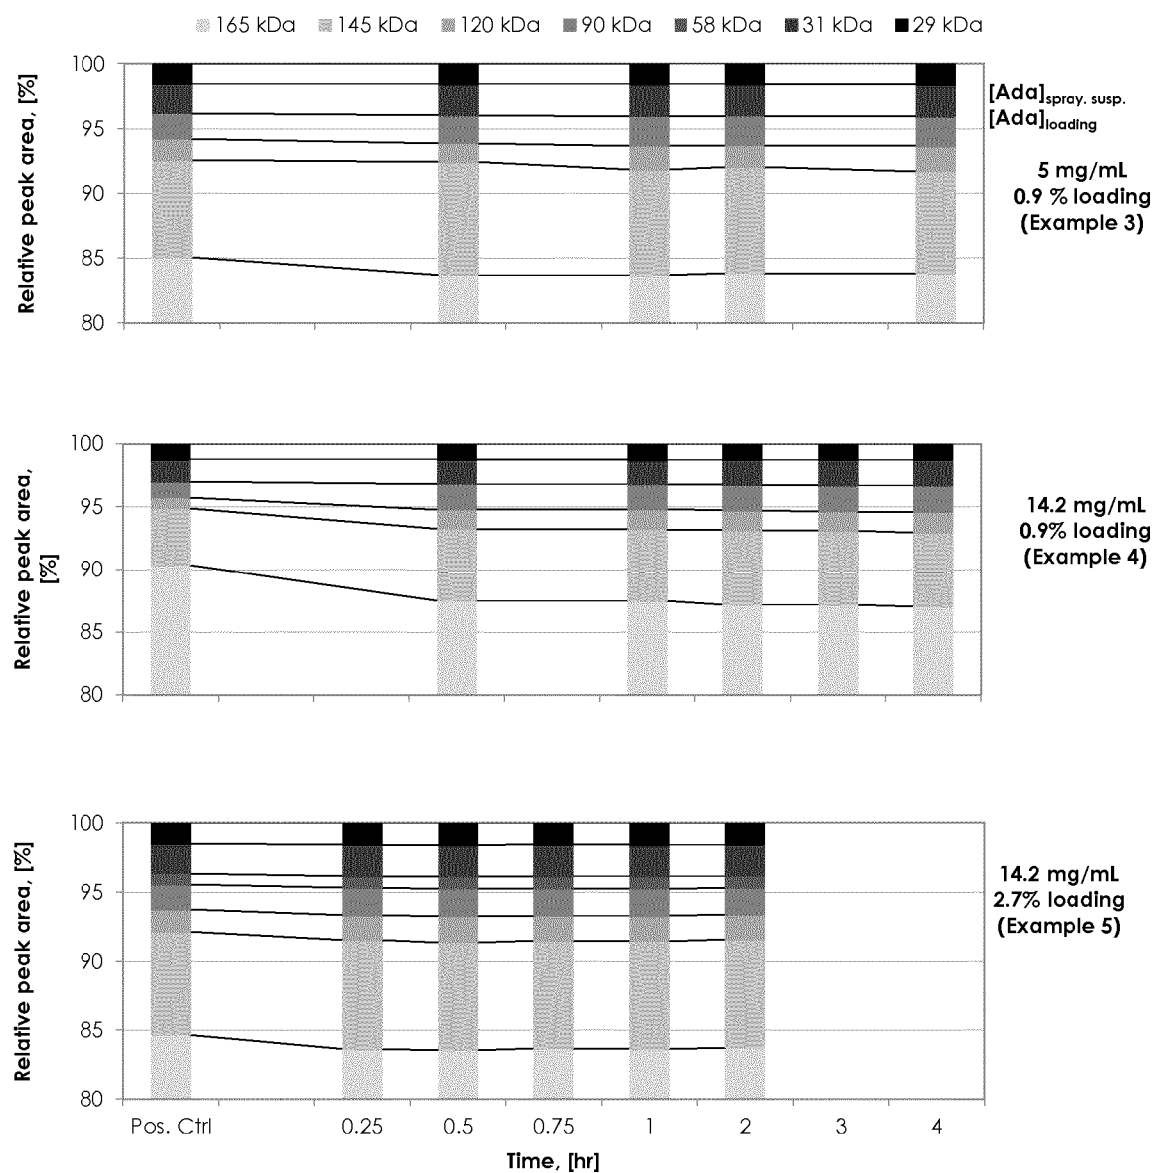 165 kDa 145 kDa 120 kDa 90 kDa 58 kDa 31 kDa 29 kDa
Relative peak area, [%]
100
95
90
85
80
[Ada]spray. susp.
[Ada]loading
5 mg/mL
0.9 % loading
(Example 3)
Relative peak area,
[%]
100
95
90
85
80
14.2 mg/mL
0.9% loading
(Example 4)
Relative peak area, [%]
100
95
90
85
80
14.2 mg/mL
2.7% loading
(Example 5)
Pos. Ctrl 0.25 0.5 0.75 1 2 3 4
Time, [hr]